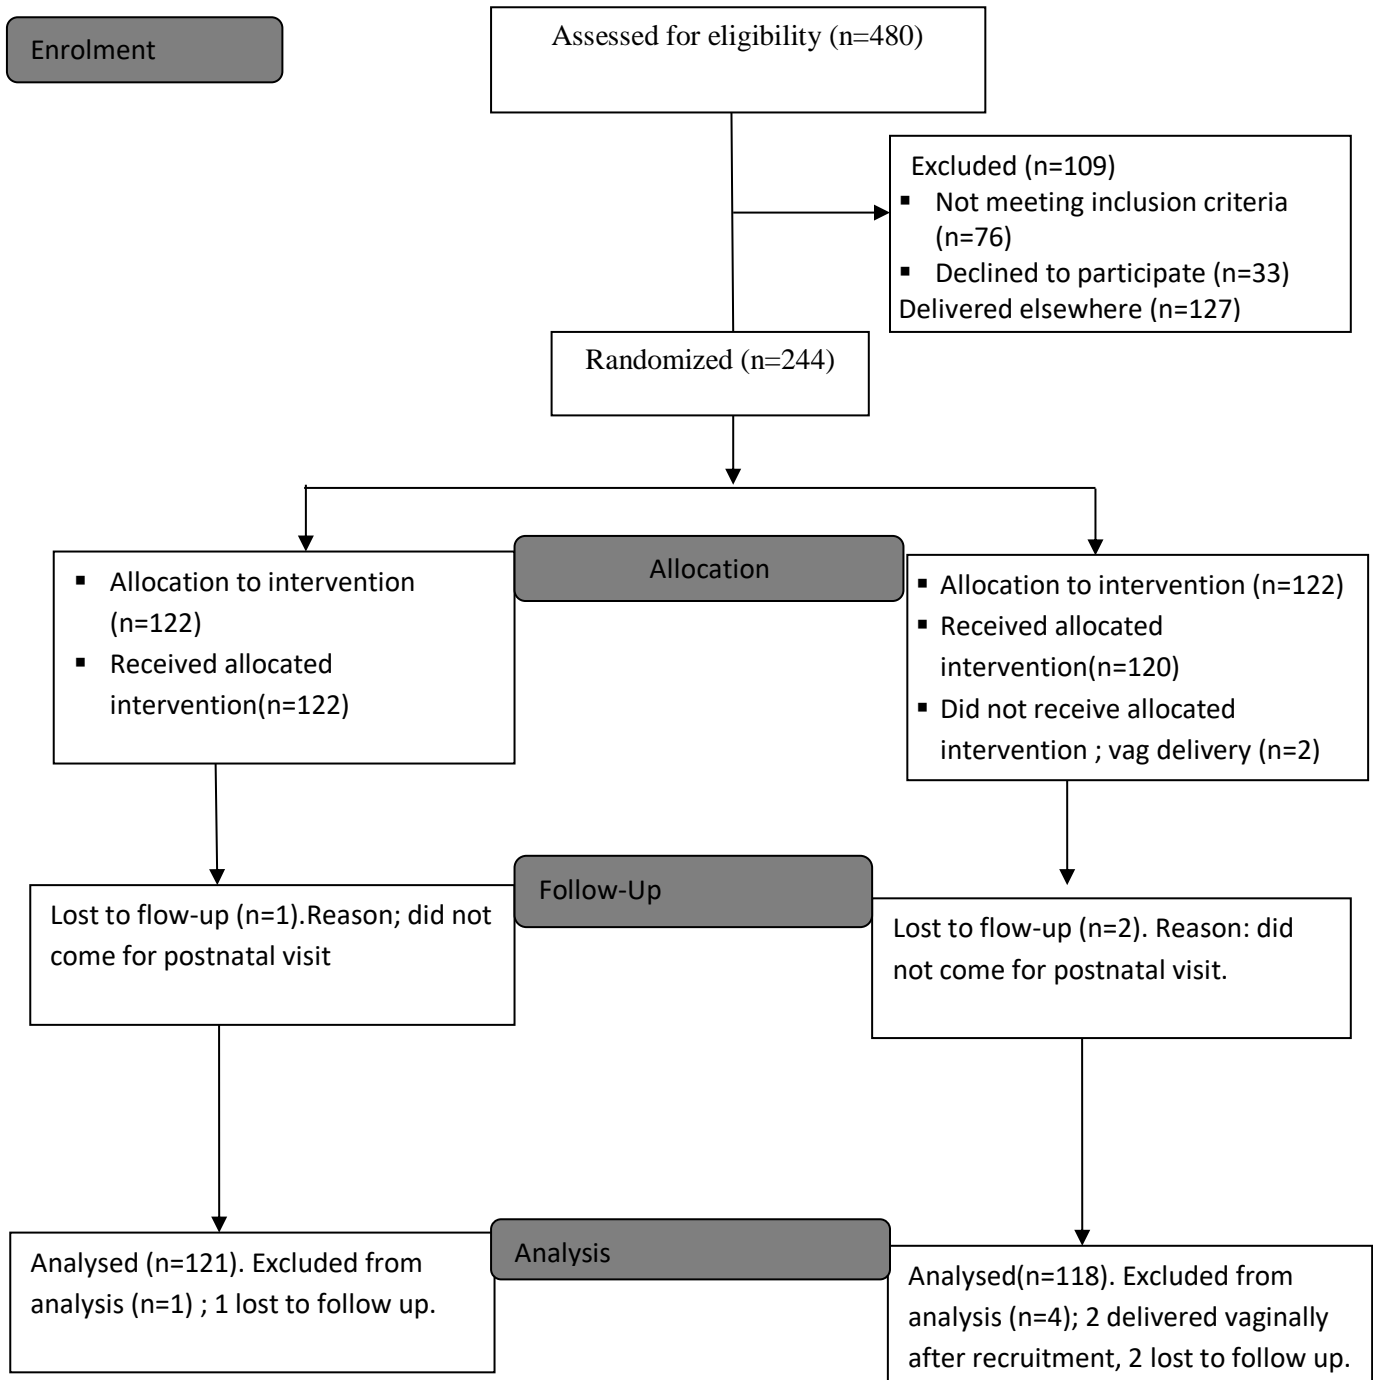 Enrolment
Assessed for eligibility (n=480)
Excluded (n=109)
▪ Not meeting inclusion criteria
(n=76)
▪ Declined to participate (n=33)
Delivered elsewhere (n=127)
Randomized (n=244)
Allocation
▪ Allocation to intervention
(n=122)
▪ Received allocated
intervention(n=122)
▪ Allocation to intervention (n=122)
▪ Received allocated
intervention(n=120)
▪ Did not receive allocated
intervention ; vag delivery (n=2)
Follow-Up
Lost to flow-up (n=1).Reason; did not
come for postnatal visit
Lost to flow-up (n=2). Reason: did
not come for postnatal visit.
Analysis
Analysed (n=121). Excluded from
analysis (n=1) ; 1 lost to follow up.
Analysed(n=118). Excluded from
analysis (n=4); 2 delivered vaginally
after recruitment, 2 lost to follow up.